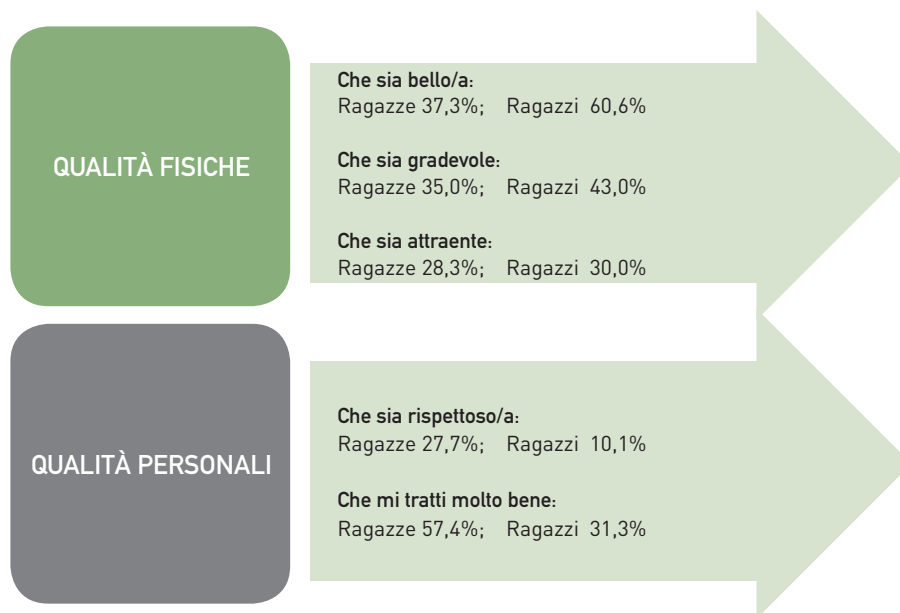 QUALITÀ FISICHE
Che sia bello/a:
Ragazze 37,3%; Ragazzi 60,6%
Che sia gradevole:
Ragazze 35,0%; Ragazzi 43,0%
Che sia attraente:
Ragazze 28,3%; Ragazzi 30,0%
QUALITÀ PERSONALI
Che sia rispettoso/a:
Ragazze 27,7%; Ragazzi 10,1%
Che mi tratti molto bene:
Ragazze 57,4%; Ragazzi 31,3%